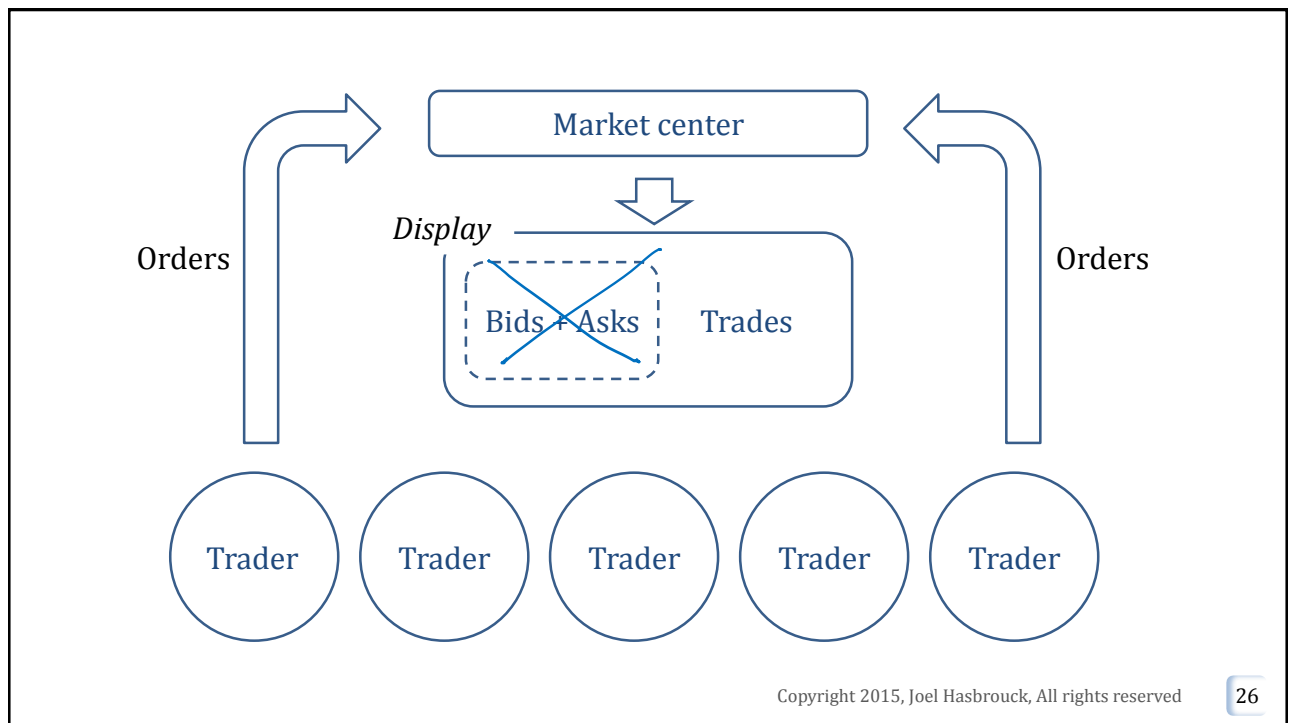 Market center
Display
Orders
Orders
Bids + Asks
Trades
Trader
Trader
Trader
Trader
Trader
Copyright 2015, Joel Hasbrouck, All rights reserved
26